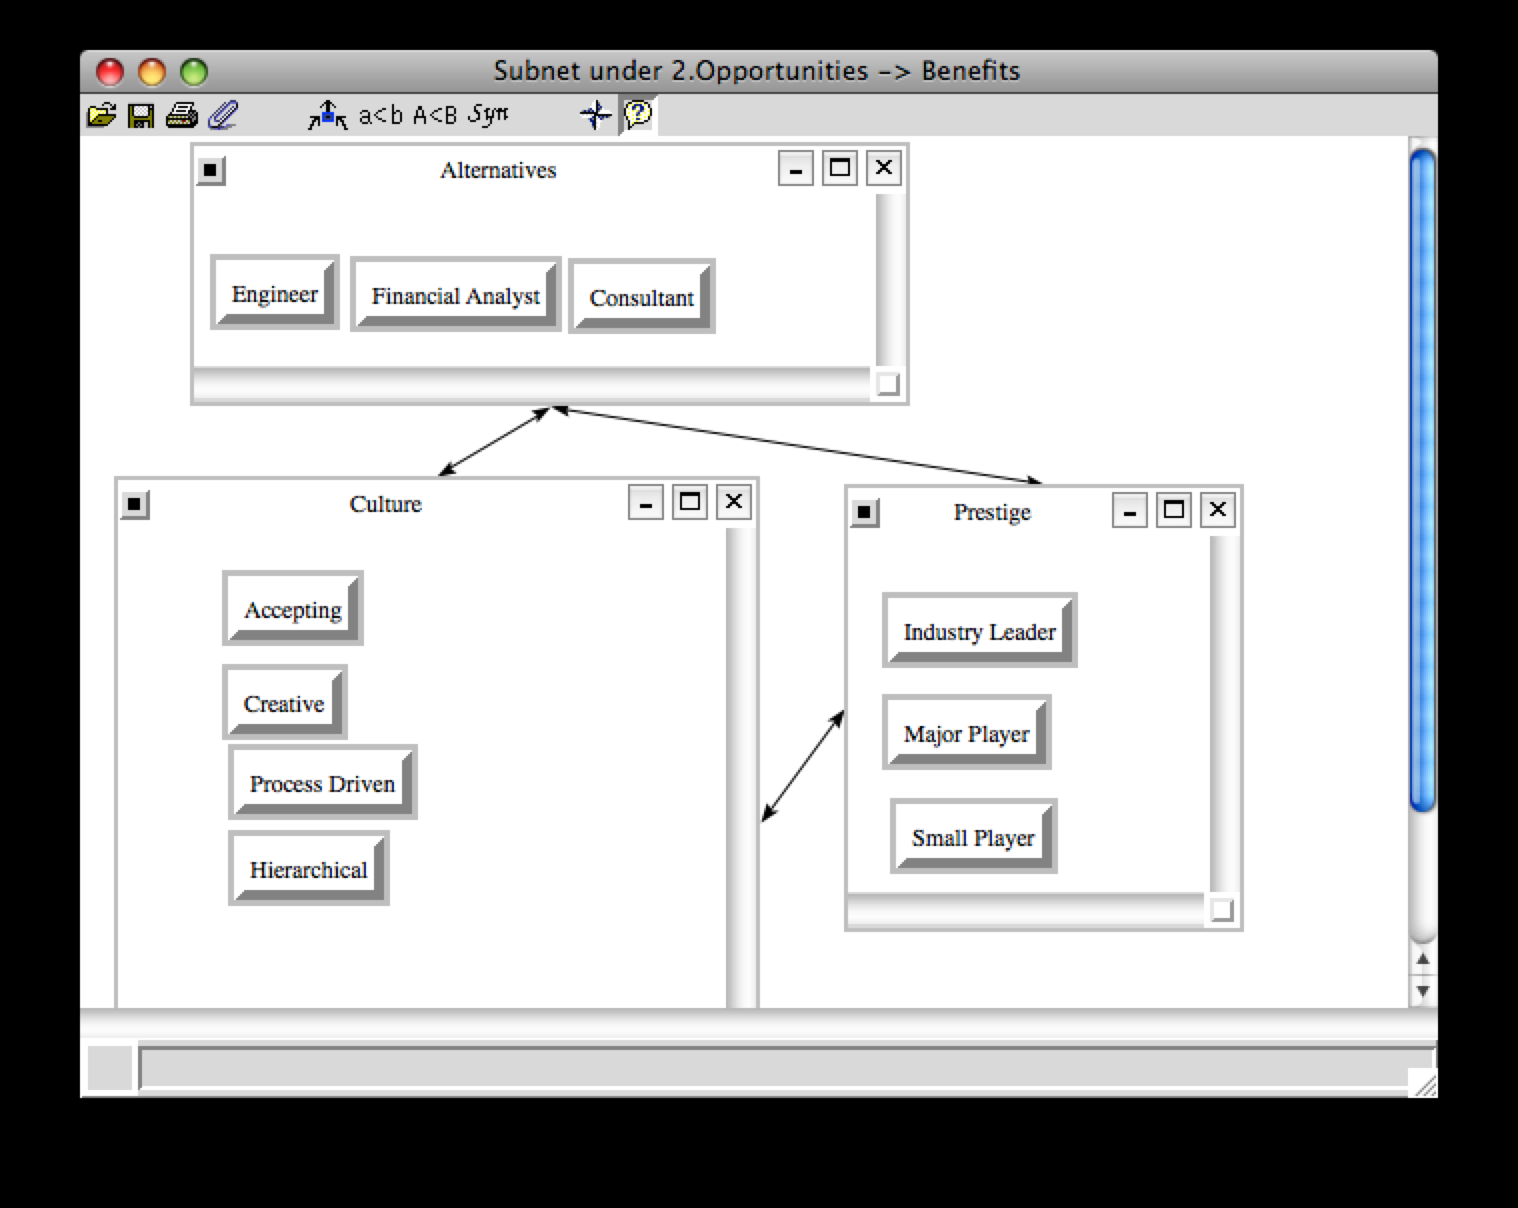 Subnet under 2.Opportunities -> Benefits
a<b A<B Syn
Alternatives
Engineer Financial Analyst Consultant
Culture
Prestige
Accepting
Industry Leader
Creative
Major Player
Process Driven
Small Player
Hierarchical